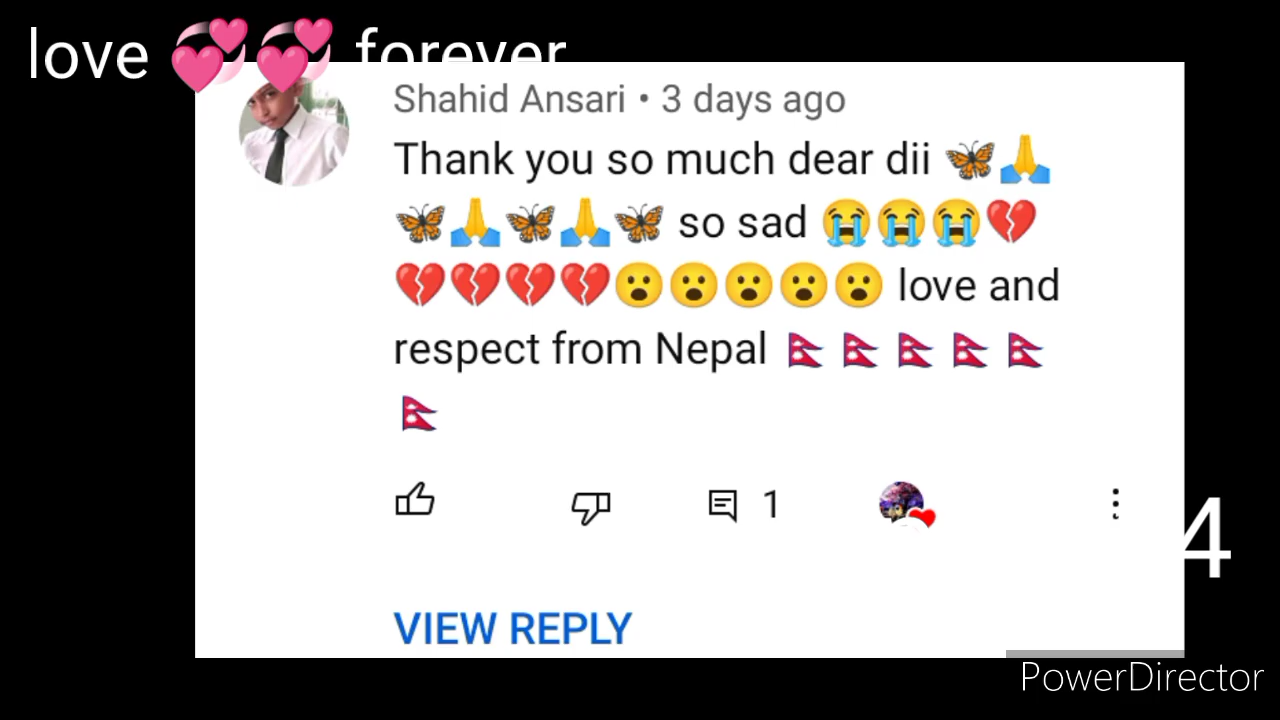 love 💞💞 forever
Shahid Ansari • 3 days ago
Thank you so much dear dii 🦋🙏
🦋🙏🦋🙏🦋 so sad 😭😭😭💔
💔💔💔💔😮😮😮😮😮 love and
respect from Nepal 🇳🇵🇳🇵🇳🇵🇳🇵🇳🇵
🇳🇵
1
4
VIEW REPLY
PowerDirector